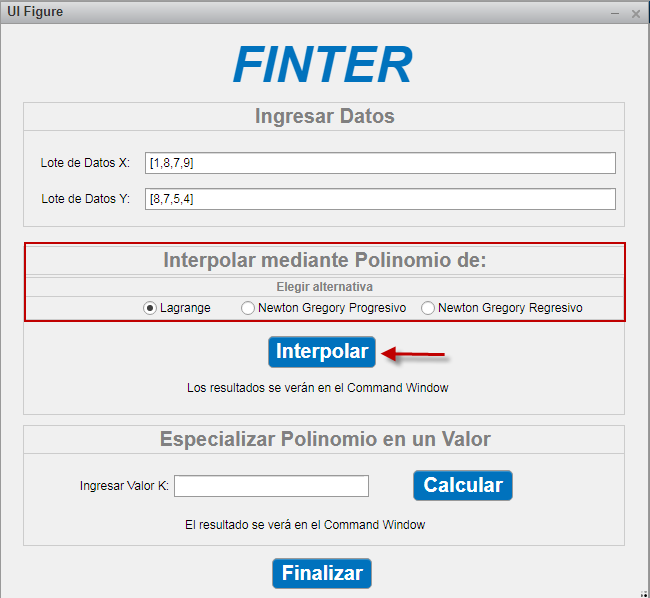 UI Figure
FINTER
Ingresar Datos
Lote de Datos X: [1,8,7,9]
Lote de Datos Y: [8,7,5,4]
Interpolar mediante Polinomio de:
Elegir alternativa
Lagrange Newton Gregory Progresivo Newton Gregory Regresivo
Interpolar
Los resultados se verán en el Command Window
Especializar Polinomio en un Valor
Ingresar Valor K: Calcular
El resultado se verá en el Command Window
Finalizar